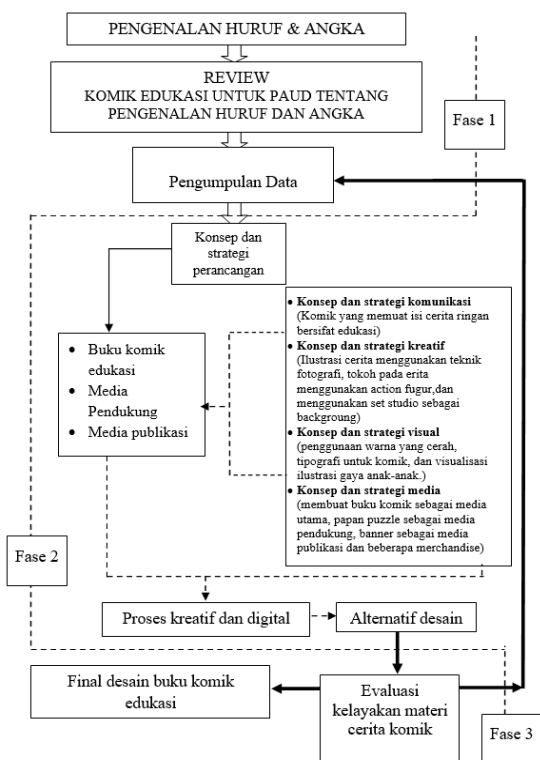 PENGENALAN HURUF & ANGKA
REVIEW
KOMIK EDUKASI UNTUK PAUD TENTANG
PENGENALAN HURUF DAN ANGKA
Fase 1
Pengumpulan Data
Konsep dan
strategi
perancangan
• Konsep dan strategi komunikasi
(Komik yang memuat isi cerita ringan
bersifat edukasi)
• Konsep dan strategi kreatif
(Ilustrasi cerita menggunakan teknik
fotografi, tokoh pada erita
menggunakan action fugur,dan
menggunakan set studio sebagai
backgroung)
• Konsep dan strategi visual
(penggunaan warna yang cerah,
tipografi untuk komik, dan visualisasi
ilustrasi gaya anak-anak.)
• Konsep dan strategi media
(membuat buku komik sebagai media
utama, papan puzzle sebagai media
pendukung, banner sebagai media
publikasi dan beberapa merchandise)
• Buku komik
edukasi
• Media
Pendukung
• Media publikasi
Fase 2
Proses kreatif dan digital
Alternatif desain
Final desain buku komik
edukasi
Evaluasi
kelayakan materi
cerita komik
Fase 3